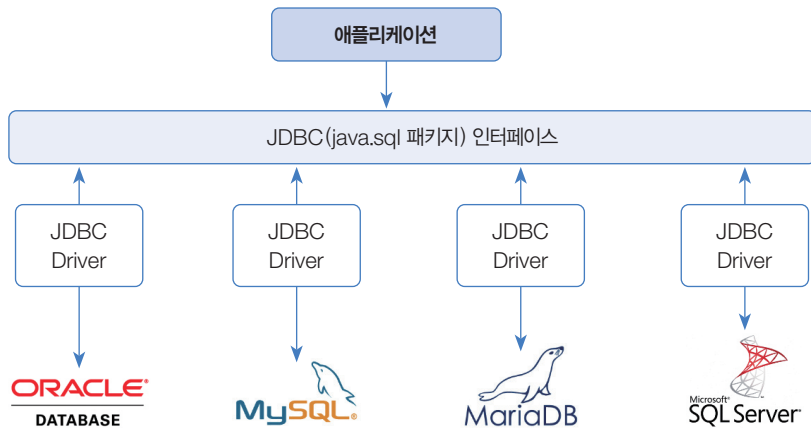 애플리케이션
JDBC(java.sql 패키지) 인터페이스
JDBC
Driver
JDBC
Driver
JDBC
Driver
JDBC
Driver
ORACLE®
DATABASE
MySQL®
MariaDB
Microsoft®
SQL Server®